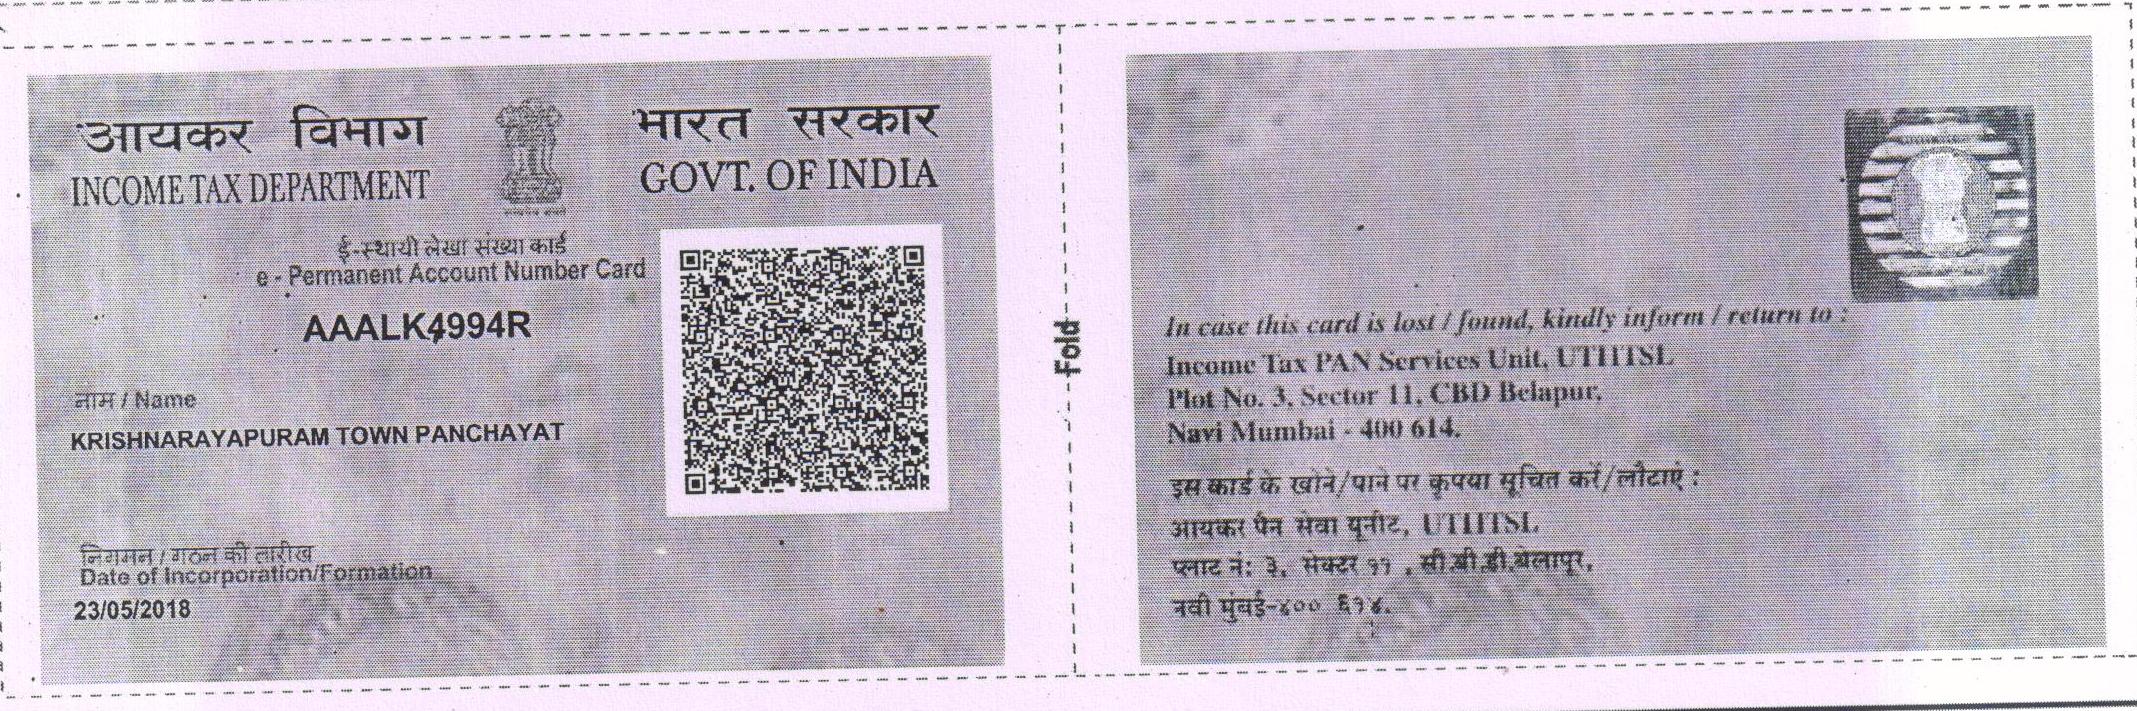 आयकर विभाग
INCOME TAX DEPARTMENT
भारत सरकार
GOVT. OF INDIA
ई-स्थायी लेखा संख्या कार्ड
e - Permanent Account Number Card
AAALK4994R
नाम / Name
KRISHNARAYAPURAM TOWN PANCHAYAT
निगमन / गठन की तारीख
Date of Incorporation/Formation
23/05/2018
Fold
In case this card is lost / found, kindly inform / return to :
Income Tax PAN Services Unit, UTIITSL
Plot No. 3, Sector 11, CBD Belapur,
Navi Mumbai - 400 614.
इस कार्ड के खोने/पाने पर कृपया सूचित करें/लौटाएं :
आयकर पैन सेवा यूनीट, UTIITSL
प्लाट नं: ३, सेक्टर ११ , सी.बी.डी.बेलापूर,
नवी मुंबई-४०० ६१४.